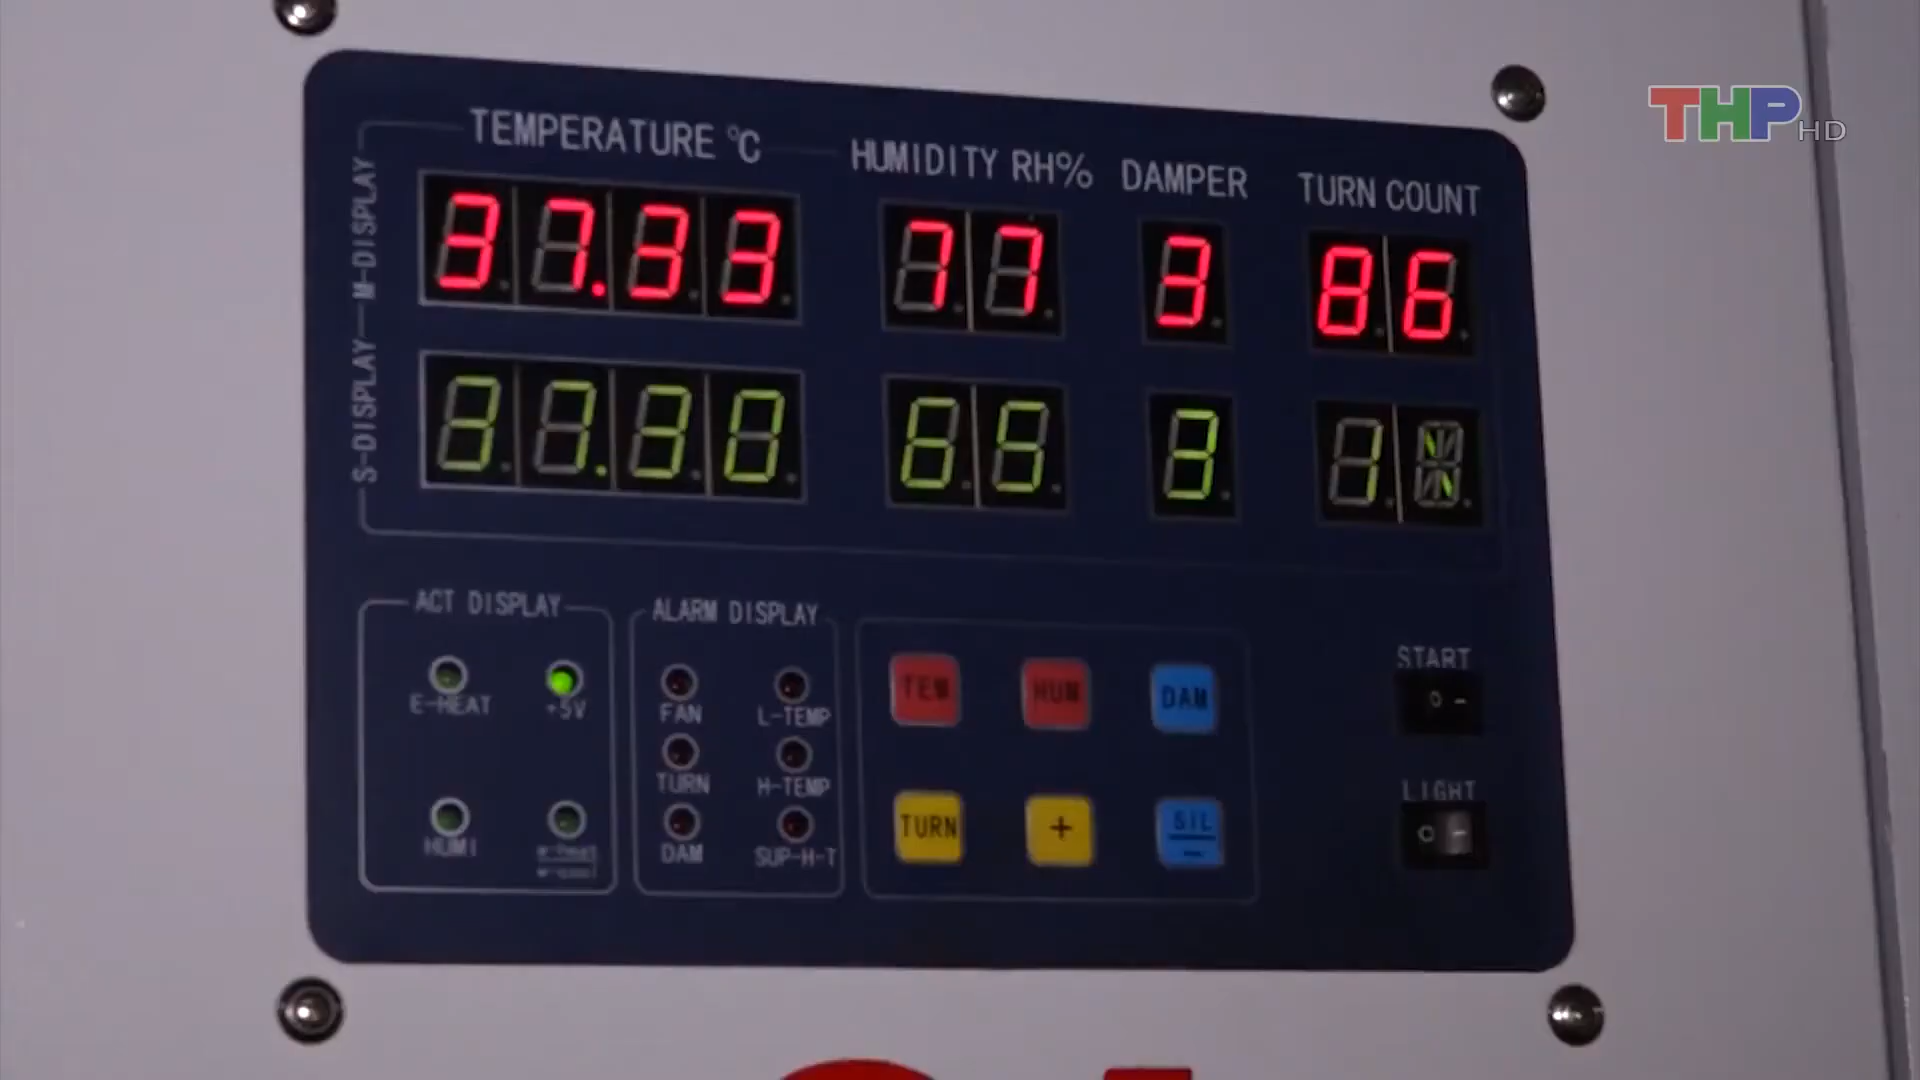 THP HD
TEMPERATURE °C HUMIDITY RH% DAMPER TURN COUNT
M-DISPLAY
37.33 77 3 86
S-DISPLAY
37.30 65 3 1
ACT DISPLAY
E-HEAT +5V
HUMI
ALARM DISPLAY
FAN L-TEMP
TURN H-TEMP
DAM SUP-H-T
TEM HUM DAM
TURN + SIL
–
START
O -
LIGHT
O -